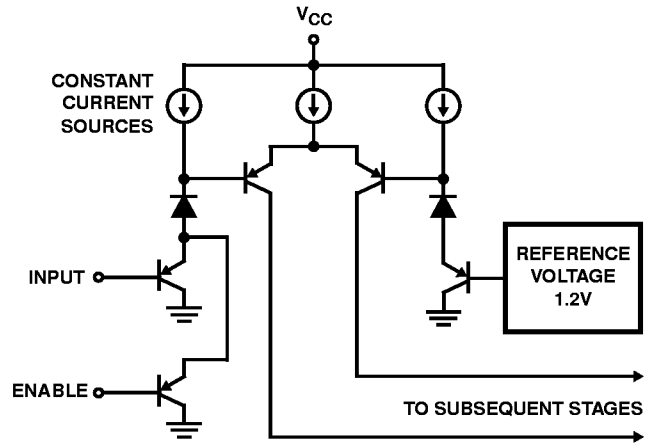 VCC
CONSTANT
CURRENT
SOURCES
INPUT
REFERENCE
VOLTAGE
1.2V
ENABLE
TO SUBSEQUENT STAGES